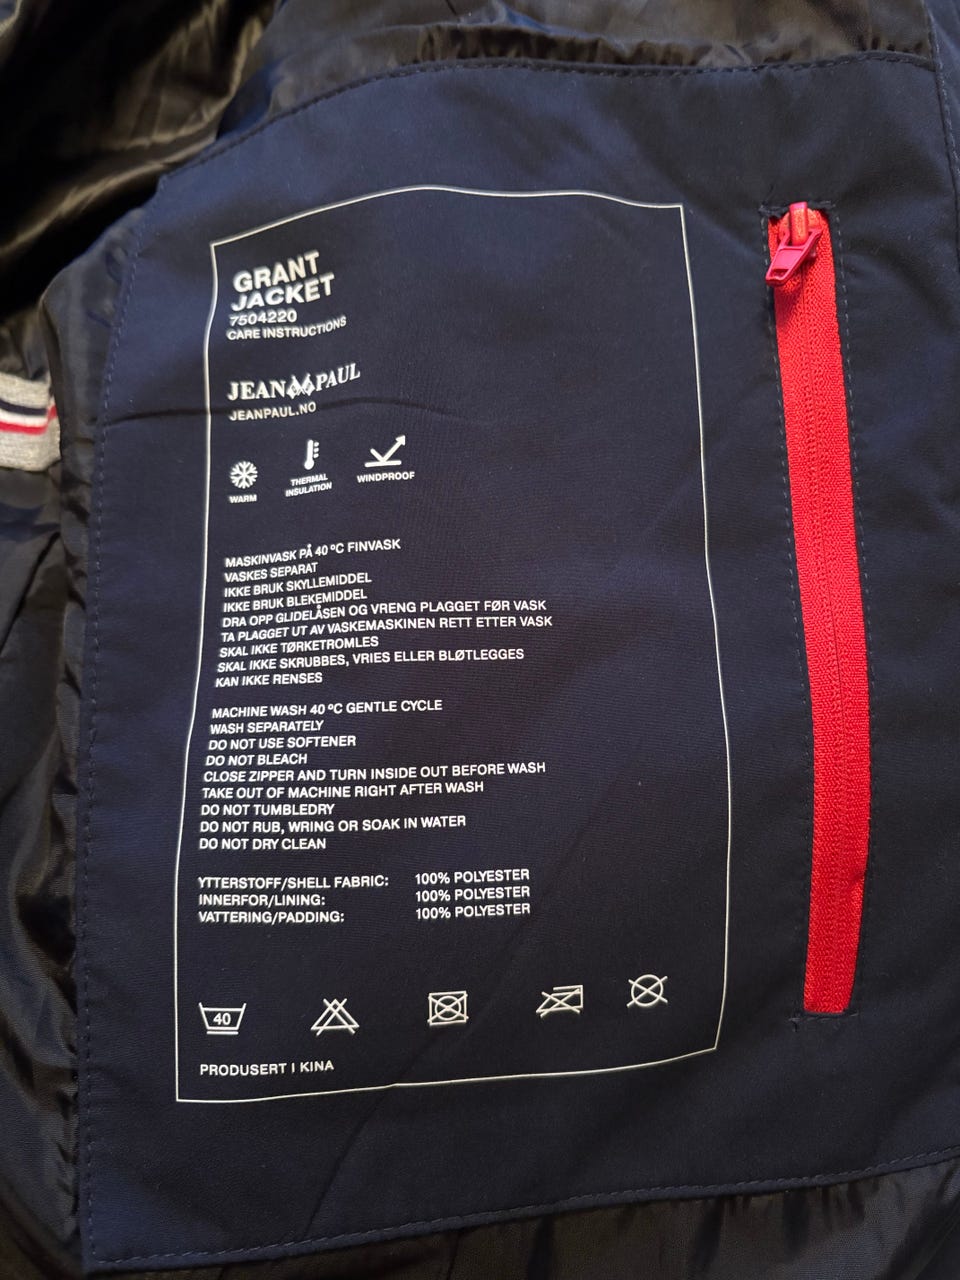 GRANT
JACKET
7504220
CARE INSTRUCTIONS
JEAN PAUL
JEANPAUL.NO
WARM
THERMAL
INSULATION
WINDPROOF
MASKINVASK PÅ 40 ºC FINVASK
VASKES SEPARAT
IKKE BRUK SKYLLEMIDDEL
IKKE BRUK BLEKEMIDDEL
DRA OPP GLIDELÅSEN OG VRENG PLAGGET FØR VASK
TA PLAGGET UT AV VASKEMASKINEN RETT ETTER VASK
SKAL IKKE TØRKETROMLES
SKAL IKKE SKRUBBES, VRIES ELLER BLØTLEGGES
KAN IKKE RENSES
MACHINE WASH 40 ºC GENTLE CYCLE
WASH SEPARATELY
DO NOT USE SOFTENER
DO NOT BLEACH
CLOSE ZIPPER AND TURN INSIDE OUT BEFORE WASH
TAKE OUT OF MACHINE RIGHT AFTER WASH
DO NOT TUMBLEDRY
DO NOT RUB, WRING OR SOAK IN WATER
DO NOT DRY CLEAN
YTTERSTOFF/SHELL FABRIC: 100% POLYESTER
INNERFOR/LINING: 100% POLYESTER
VATTERING/PADDING: 100% POLYESTER
40
PRODUSERT I KINA